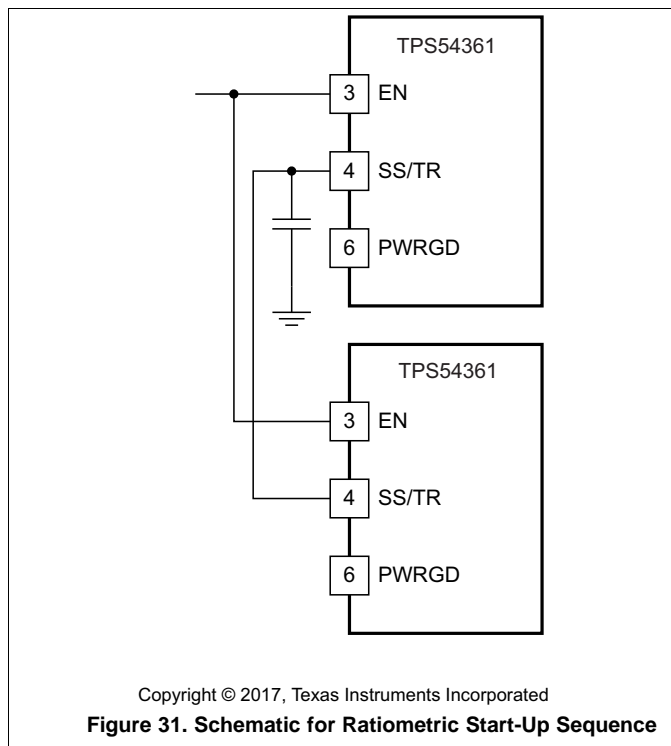 TPS54361
3 EN
4 SS/TR
6 PWRGD
TPS54361
3 EN
4 SS/TR
6 PWRGD
Copyright © 2017, Texas Instruments Incorporated
Figure 31. Schematic for Ratiometric Start-Up Sequence